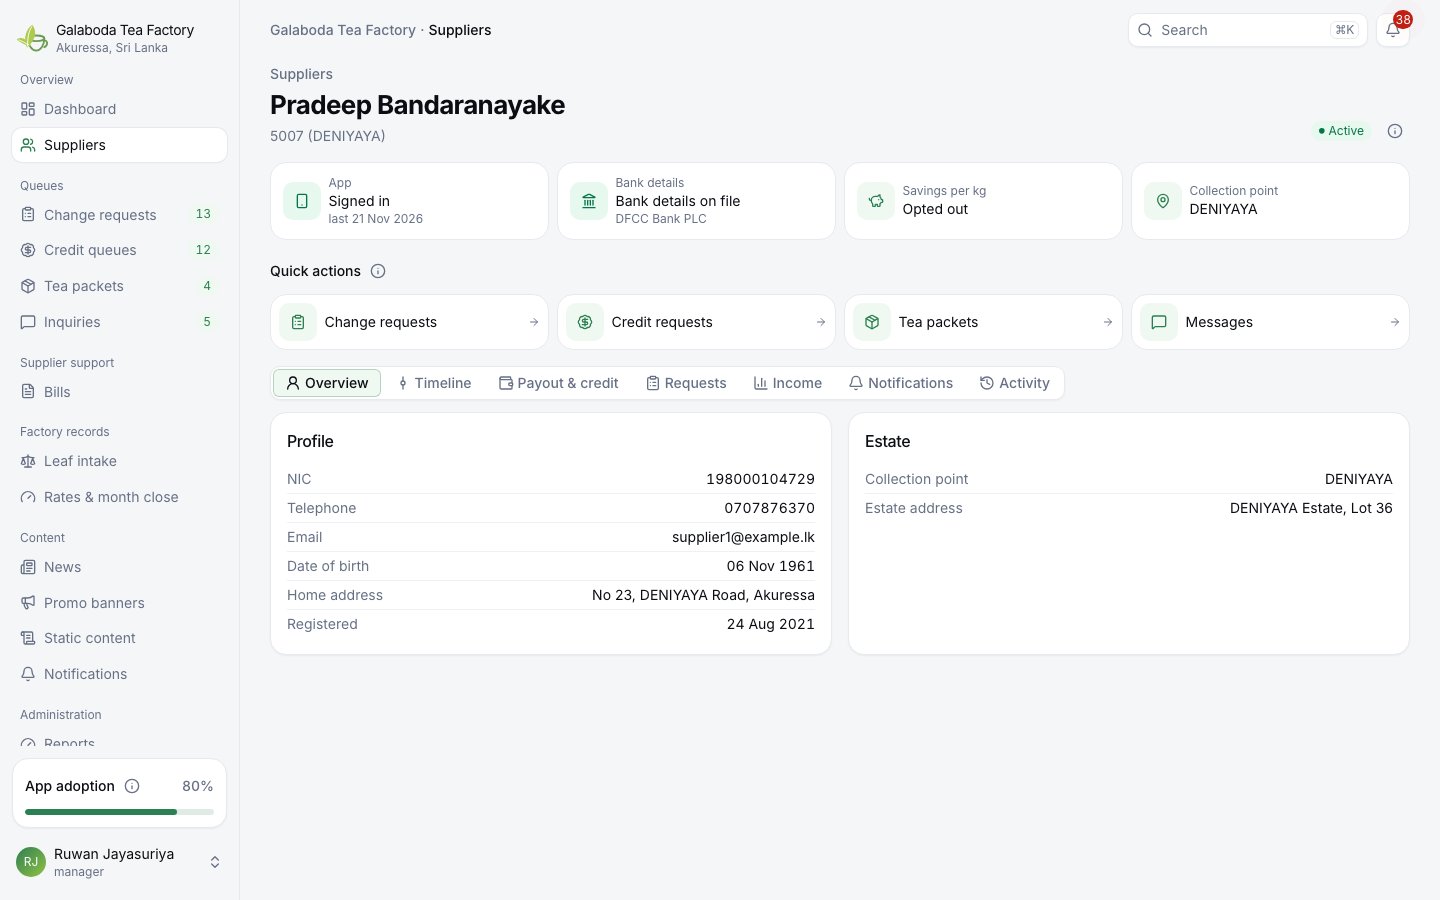 Galaboda Tea Factory
Akuressa, Sri Lanka
Overview
Dashboard
Suppliers
Queues
Change requests 13
Credit queues 12
Tea packets 4
Inquiries 5
Supplier support
Bills
Factory records
Leaf intake
Rates & month close
Content
News
Promo banners
Static content
Notifications
Administration
Reports
App adoption 80%
RJ
Ruwan Jayasuriya
manager
Galaboda Tea Factory · Suppliers
Search ⌘K
38
Suppliers
Pradeep Bandaranayake
5007 (DENIYAYA)
Active
App
Signed in
last 21 Nov 2026
Bank details
Bank details on file
DFCC Bank PLC
Savings per kg
Opted out
Collection point
DENIYAYA
Quick actions
Change requests
Credit requests
Tea packets
Messages
Overview Timeline Payout & credit Requests Income Notifications Activity
Profile
NIC 198000104729
Telephone 0707876370
Email supplier1@example.lk
Date of birth 06 Nov 1961
Home address No 23, DENIYAYA Road, Akuressa
Registered 24 Aug 2021
Estate
Collection point DENIYAYA
Estate address DENIYAYA Estate, Lot 36